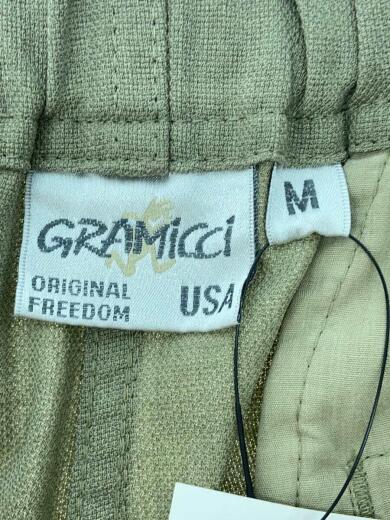 GRAMiCCi
ORIGINAL
FREEDOM
USA
M